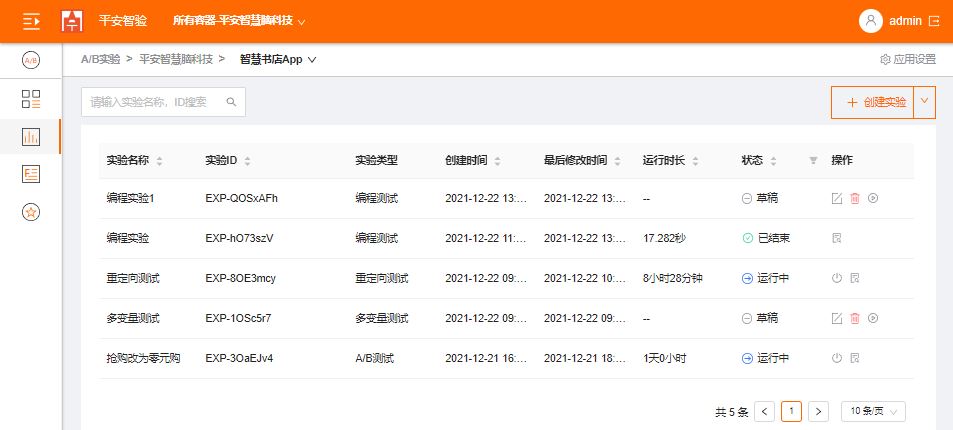 平安智验 所有容器-平安智慧脑科技 admin
A/B
A/B实验 > 平安智慧脑科技 > 智慧书店App 应用设置
请输入实验名称，ID搜索 + 创建实验
实验名称 实验ID 实验类型 创建时间 最后修改时间 运行时长 状态 操作
编程实验1 EXP-QOSxAFh 编程测试 2021-12-22 13:... 2021-12-22 13:... -- 草稿
编程实验 EXP-hO73szV 编程测试 2021-12-22 11:... 2021-12-22 13:... 17.282秒 已结束
重定向测试 EXP-8OE3mcy 重定向测试 2021-12-22 09:... 2021-12-22 10:... 8小时28分钟 运行中
多变量测试 EXP-1OSc5r7 多变量测试 2021-12-22 09:... 2021-12-22 09:... -- 草稿
抢购改为零元购 EXP-3OaEJv4 A/B测试 2021-12-21 16:... 2021-12-21 18:... 1天0小时 运行中
共 5 条 < 1 > 10 条/页